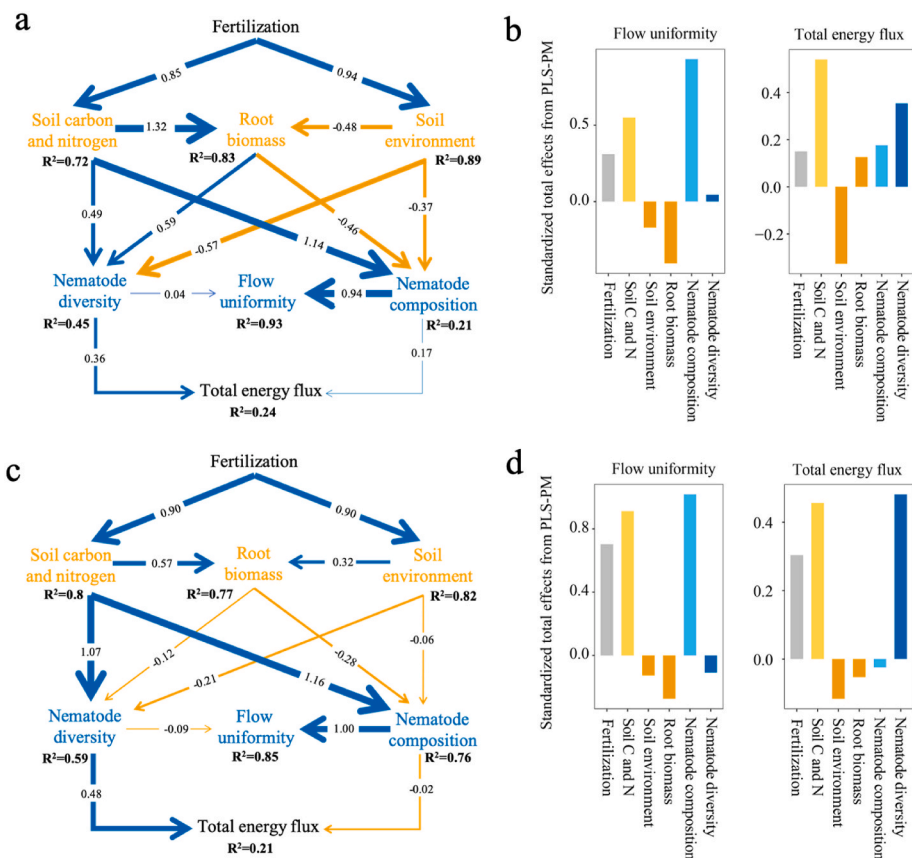 a
Fertilization
0.85
0.94
Soil carbon
and nitrogen
R²=0.72
1.32
Root
biomass
R²=0.83
-0.48
Soil
environment
R²=0.89
0.49
0.59
-0.57
1.14
-0.46
-0.37
Nematode
diversity
R²=0.45
0.04
Flow
uniformity
R²=0.93
0.94
Nematode
composition
R²=0.21
0.36
0.17
Total energy flux
R²=0.24
b
Standardized total effects from PLS-PM
Flow uniformity
0.5
0.0
Fertilization
Soil C and N
Soil environment
Root biomass
Nematode composition
Nematode diversity
Total energy flux
0.4
0.2
0.0
−0.2
Fertilization
Soil C and N
Soil environment
Root biomass
Nematode composition
Nematode diversity
c
Fertilization
0.90
0.90
Soil carbon
and nitrogen
R²=0.8
0.57
Root
biomass
R²=0.77
0.32
Soil
environment
R²=0.82
1.07
-0.12
-0.21
1.16
-0.28
-0.06
Nematode
diversity
R²=0.59
-0.09
Flow
uniformity
R²=0.85
1.00
Nematode
composition
R²=0.76
0.48
-0.02
Total energy flux
R²=0.21
d
Standardized total effects from PLS-PM
Flow uniformity
0.8
0.4
0.0
Fertilization
Soil C and N
Soil environment
Root biomass
Nematode composition
Nematode diversity
Total energy flux
0.4
0.2
0.0
Fertilization
Soil C and N
Soil environment
Root biomass
Nematode composition
Nematode diversity